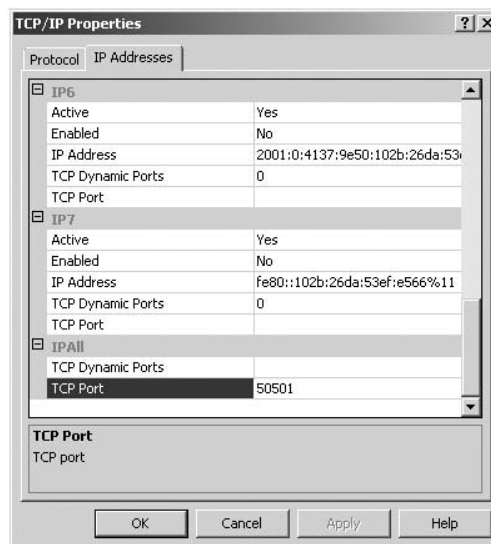 TCP/IP Properties
Protocol IP Addresses
IP6
Active Yes
Enabled No
IP Address 2001:0:4137:9e50:102b:26da:53
TCP Dynamic Ports 0
TCP Port
IP7
Active Yes
Enabled No
IP Address fe80::102b:26da:53ef:e566%11
TCP Dynamic Ports 0
TCP Port
IPAll
TCP Dynamic Ports
TCP Port 50501
TCP Port
TCP port
OK Cancel Apply Help